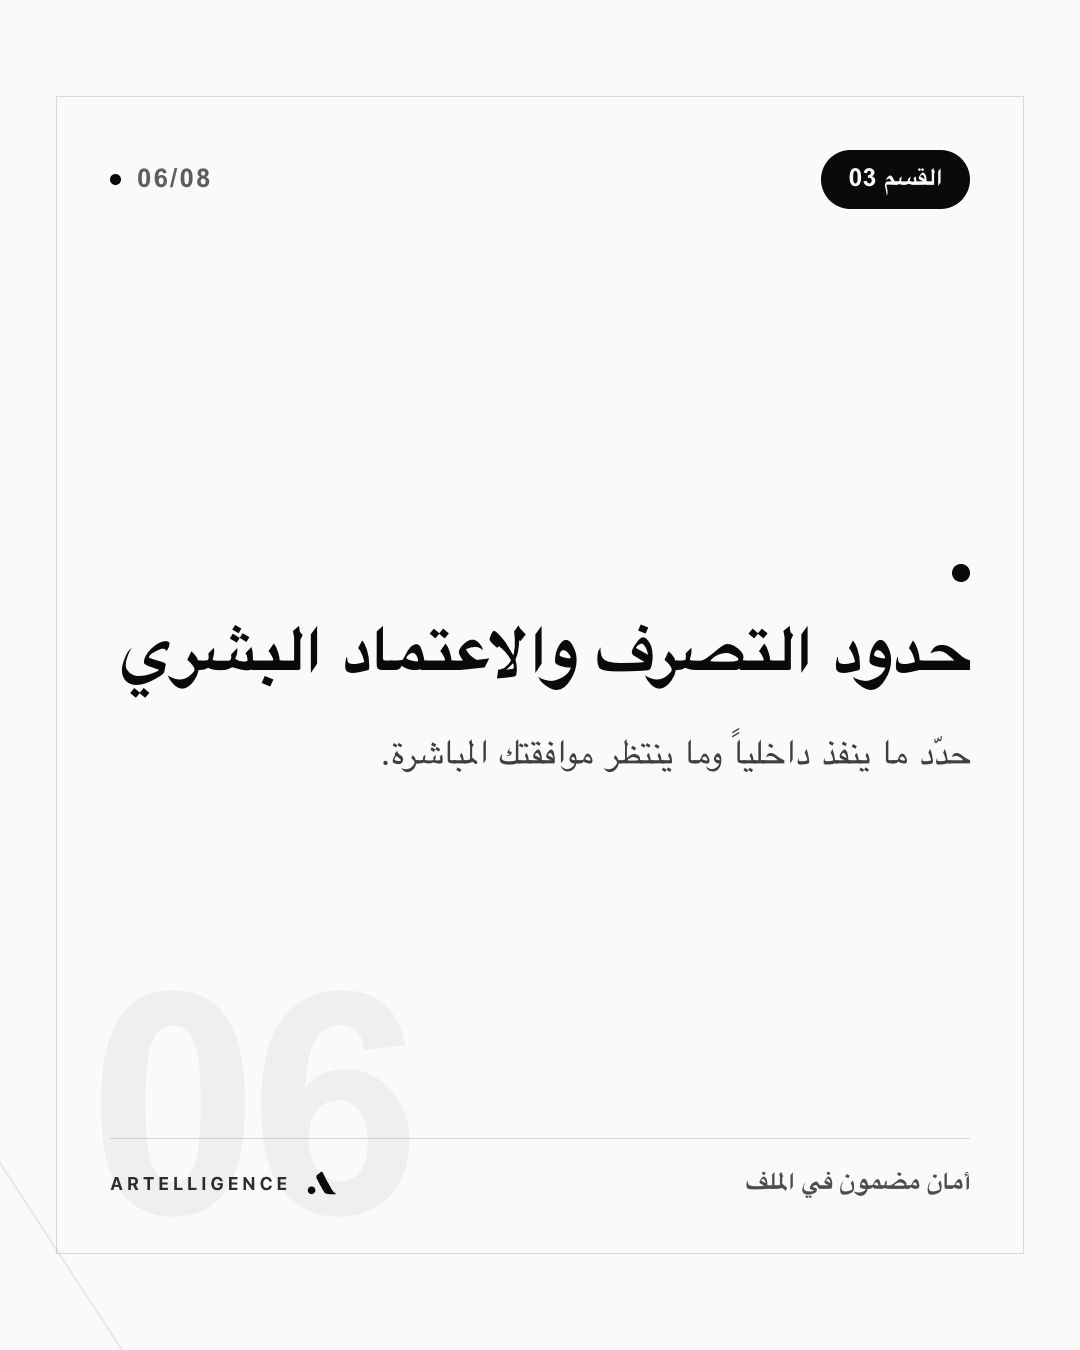 القسم 03
06/08
حدود التصرف والاعتماد البشري
حدّد ما ينفذ داخلياً وما ينتظر موافقتك المباشرة.
06
أمان مضمون في الملف
ARTELLIGENCE